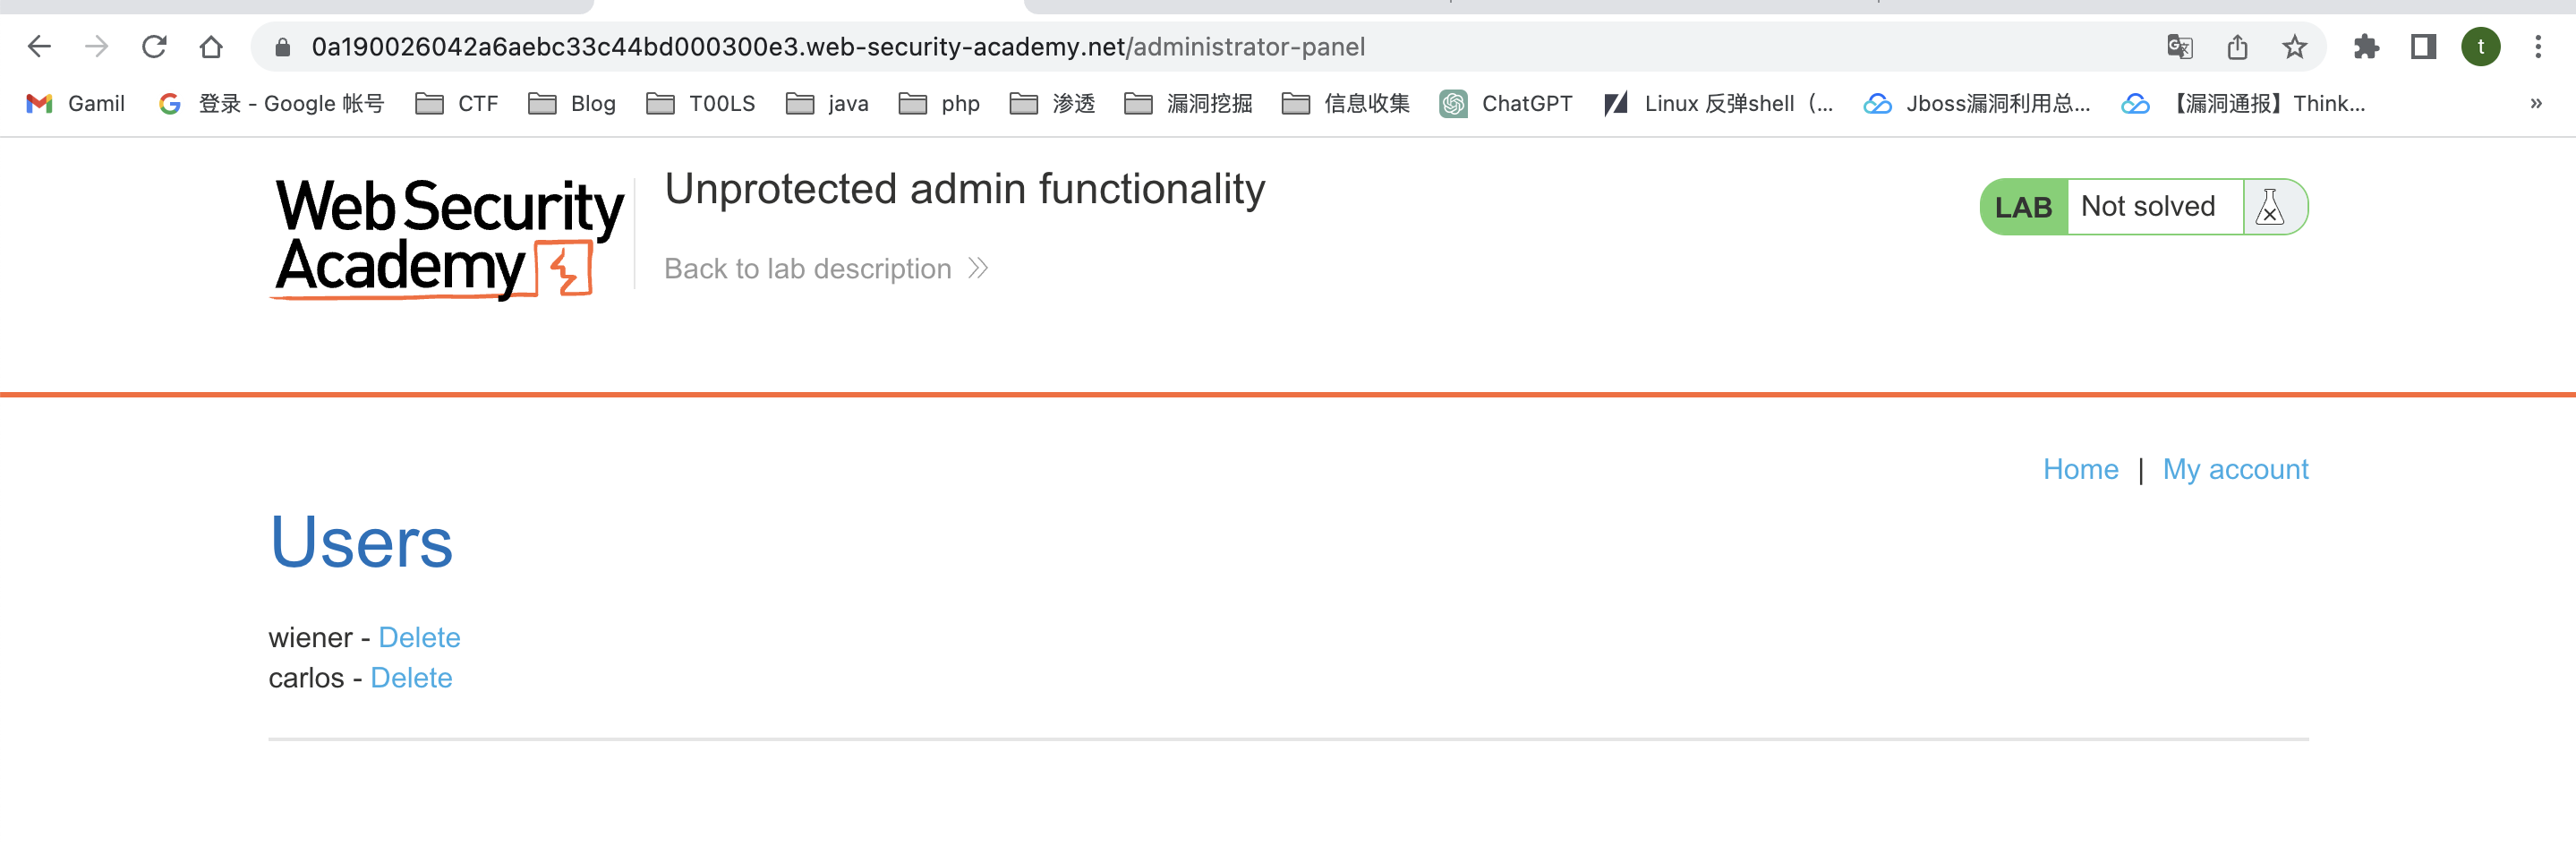 0a190026042a6aebc33c44bd000300e3.web-security-academy.net/administrator-panel
t
Gamil 登录 - Google 帐号 CTF Blog T00LS java php 渗透 漏洞挖掘 信息收集 ChatGPT Linux 反弹shell（... Jboss漏洞利用总... 【漏洞通报】Think... »
Web Security
Academy
Unprotected admin functionality
Back to lab description
LAB Not solved
Home | My account
Users
wiener - Delete
carlos - Delete